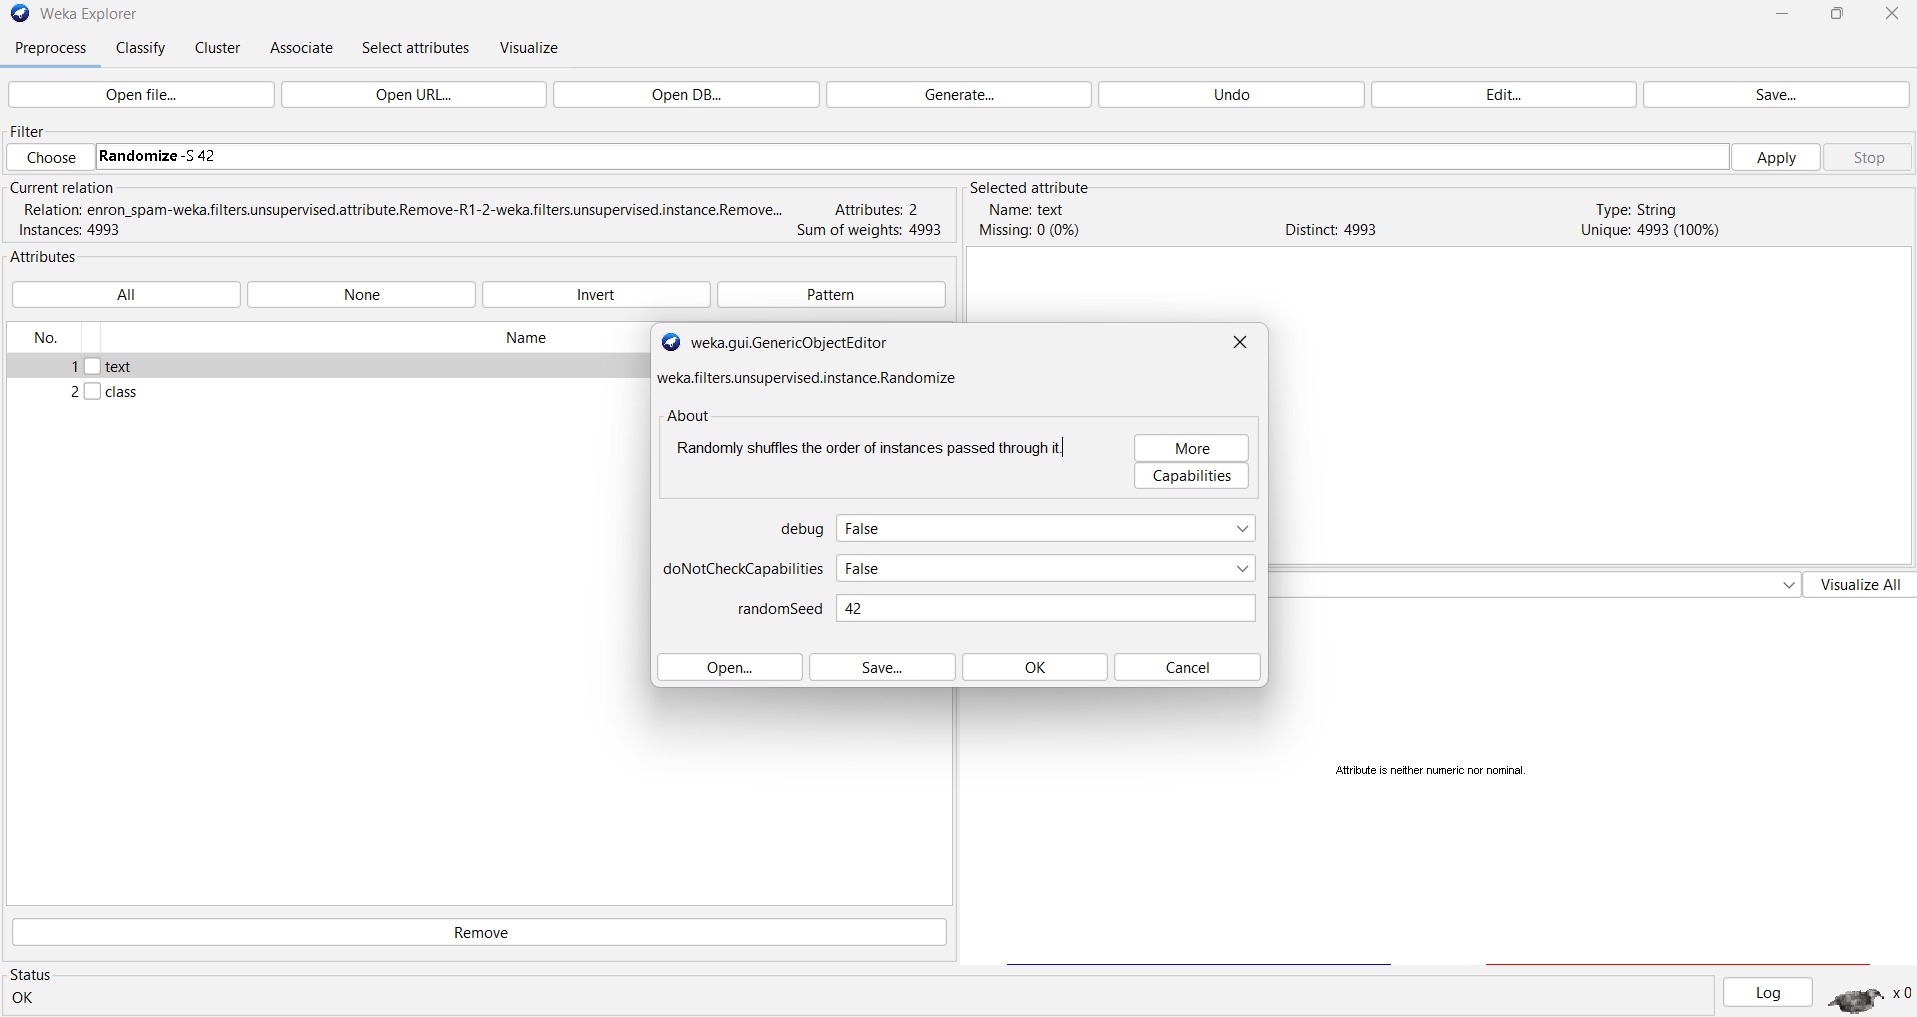 Weka Explorer
Preprocess Classify Cluster Associate Select attributes Visualize
Open file... Open URL... Open DB... Generate... Undo Edit... Save...
Filter
Choose Randomize -S 42 Apply Stop
Current relation
Relation: enron_spam-weka.filters.unsupervised.attribute.Remove-R1-2-weka.filters.unsupervised.instance.Remove... Attributes: 2
Instances: 4993 Sum of weights: 4993
Selected attribute
Name: text Type: String
Missing: 0 (0%) Distinct: 4993 Unique: 4993 (100%)
Attributes
All None Invert Pattern
No. Name
1 text
2 class
weka.gui.GenericObjectEditor
weka.filters.unsupervised.instance.Randomize
About
Randomly shuffles the order of instances passed through it.
More
Capabilities
debug False
doNotCheckCapabilities False
randomSeed 42
Open... Save... OK Cancel
Visualize All
Attribute is neither numeric nor nominal.
Remove
Status
OK
Log x 0